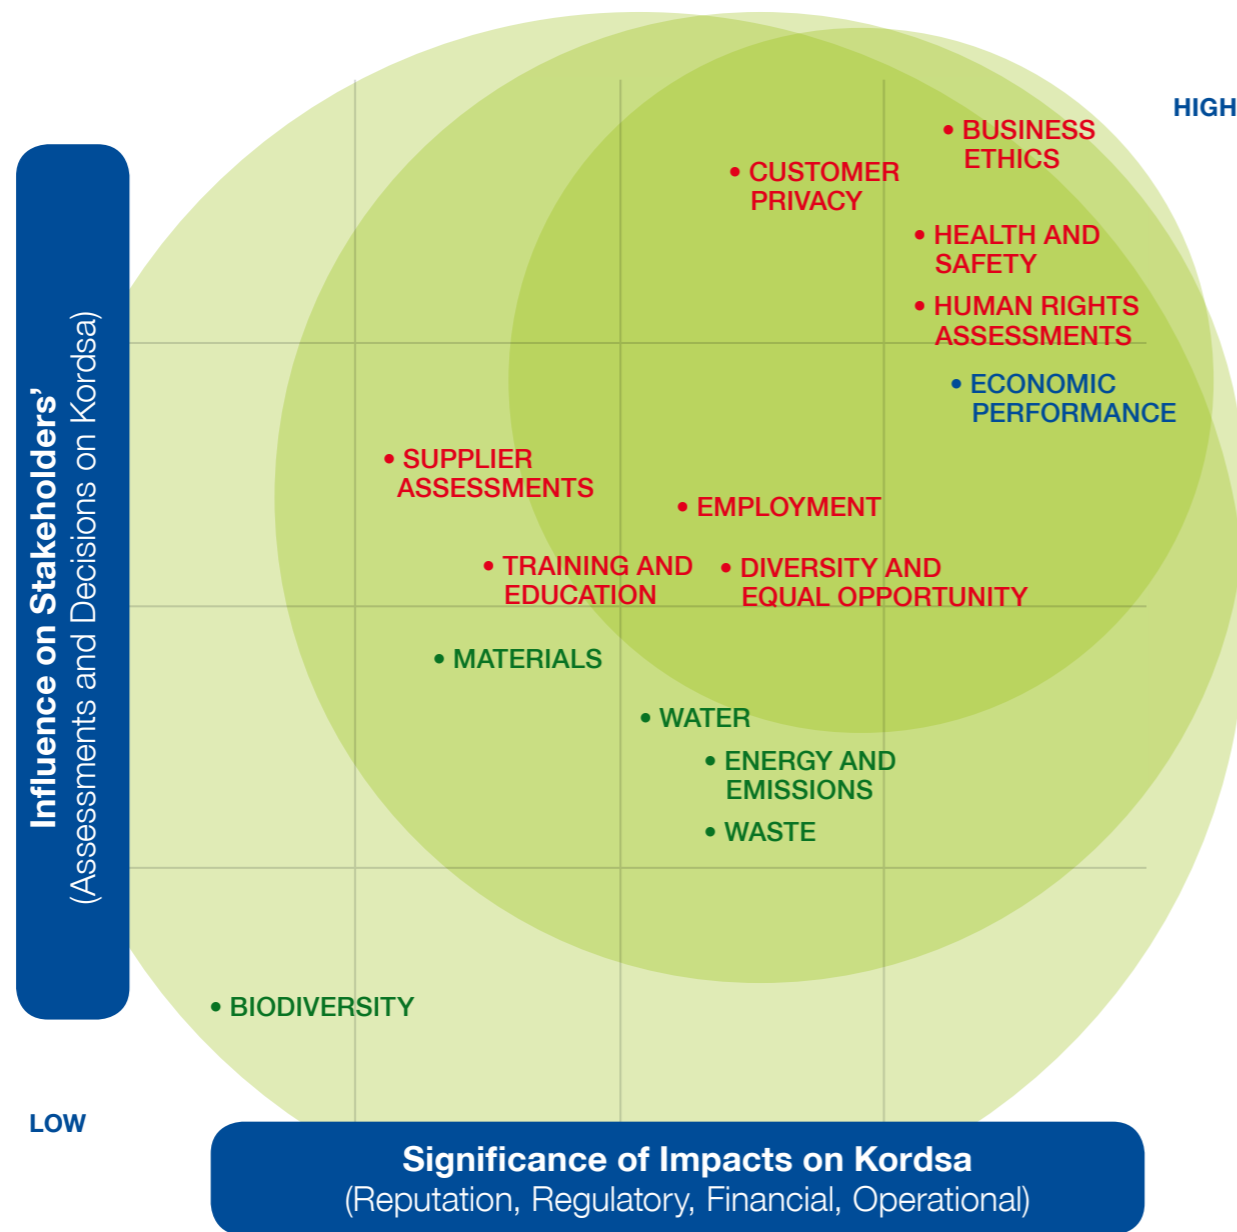 HIGH
• BUSINESS
ETHICS
• CUSTOMER
PRIVACY
• HEALTH AND
SAFETY
• HUMAN RIGHTS
ASSESSMENTS
• ECONOMIC
PERFORMANCE
• SUPPLIER
ASSESSMENTS
• EMPLOYMENT
• TRAINING AND
EDUCATION
• DIVERSITY AND
EQUAL OPPORTUNITY
• MATERIALS
• WATER
• ENERGY AND
EMISSIONS
• WASTE
• BIODIVERSITY
Influence on Stakeholders’
(Assessments and Decisions on Kordsa)
LOW
Significance of Impacts on Kordsa
(Reputation, Regulatory, Financial, Operational)